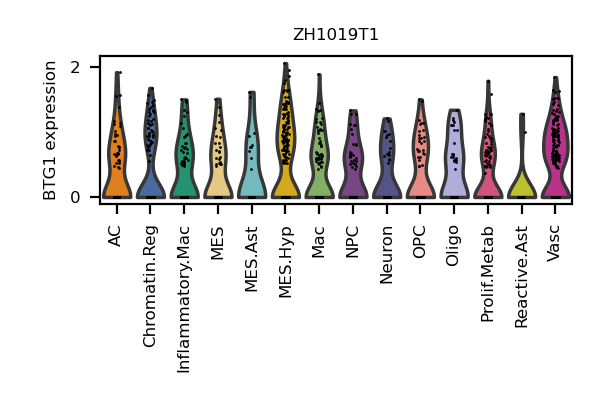 ZH1019T1
BTG1 expression
2
0
AC
Chromatin.Reg
Inflammatory.Mac
MES
MES.Ast
MES.Hyp
Mac
NPC
Neuron
OPC
Oligo
Prolif.Metab
Reactive.Ast
Vasc